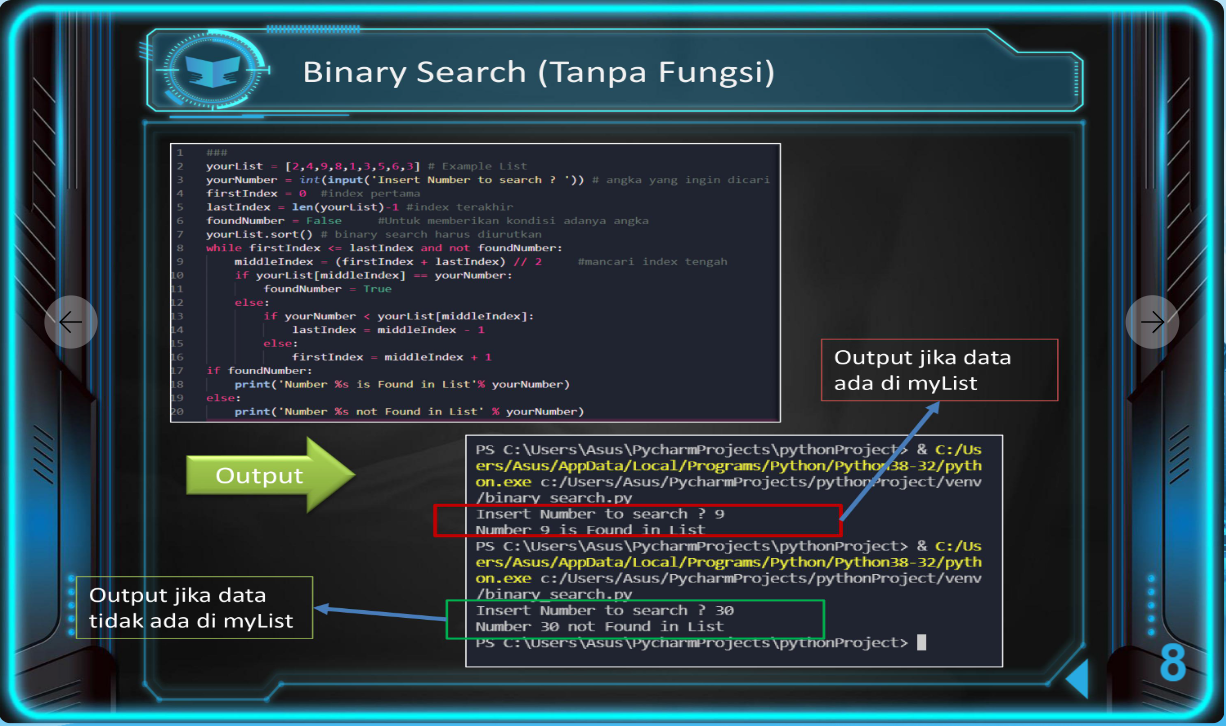 Binary Search (Tanpa Fungsi)
1 ###
2 yourList = [2,4,9,8,1,3,5,6,3] # Example List
3 yourNumber = int(input('Insert Number to search ? ')) # angka yang ingin dicari
4 firstIndex = 0 #index pertama
5 lastIndex = len(yourList)-1 #index terakhir
6 foundNumber = False #Untuk memberikan kondisi adanya angka
7 yourList.sort() # binary search harus diurutkan
8 while firstIndex <= lastIndex and not foundNumber:
9 middleIndex = (firstIndex + lastIndex) // 2 #mancari index tengah
10 if yourList[middleIndex] == yourNumber:
11 foundNumber = True
12 else:
13 if yourNumber < yourList[middleIndex]:
14 lastIndex = middleIndex - 1
15 else:
16 firstIndex = middleIndex + 1
17 if foundNumber:
18 print('Number %s is Found in List'% yourNumber)
19 else:
20 print('Number %s not Found in List' % yourNumber)
Output jika data
ada di myList
Output
PS C:\Users\Asus\PycharmProjects\pythonProject> & C:/Us
ers/Asus/AppData/Local/Programs/Python/Python38-32/pyth
on.exe c:/Users/Asus/PycharmProjects/pythonProject/venv
/binary_search.py
Insert Number to search ? 9
Number 9 is Found in List
PS C:\Users\Asus\PycharmProjects\pythonProject> & C:/Us
ers/Asus/AppData/Local/Programs/Python/Python38-32/pyth
on.exe c:/Users/Asus/PycharmProjects/pythonProject/venv
/binary_search.py
Insert Number to search ? 30
Number 30 not Found in List
PS C:\Users\Asus\PycharmProjects\pythonProject>
Output jika data
tidak ada di myList
8